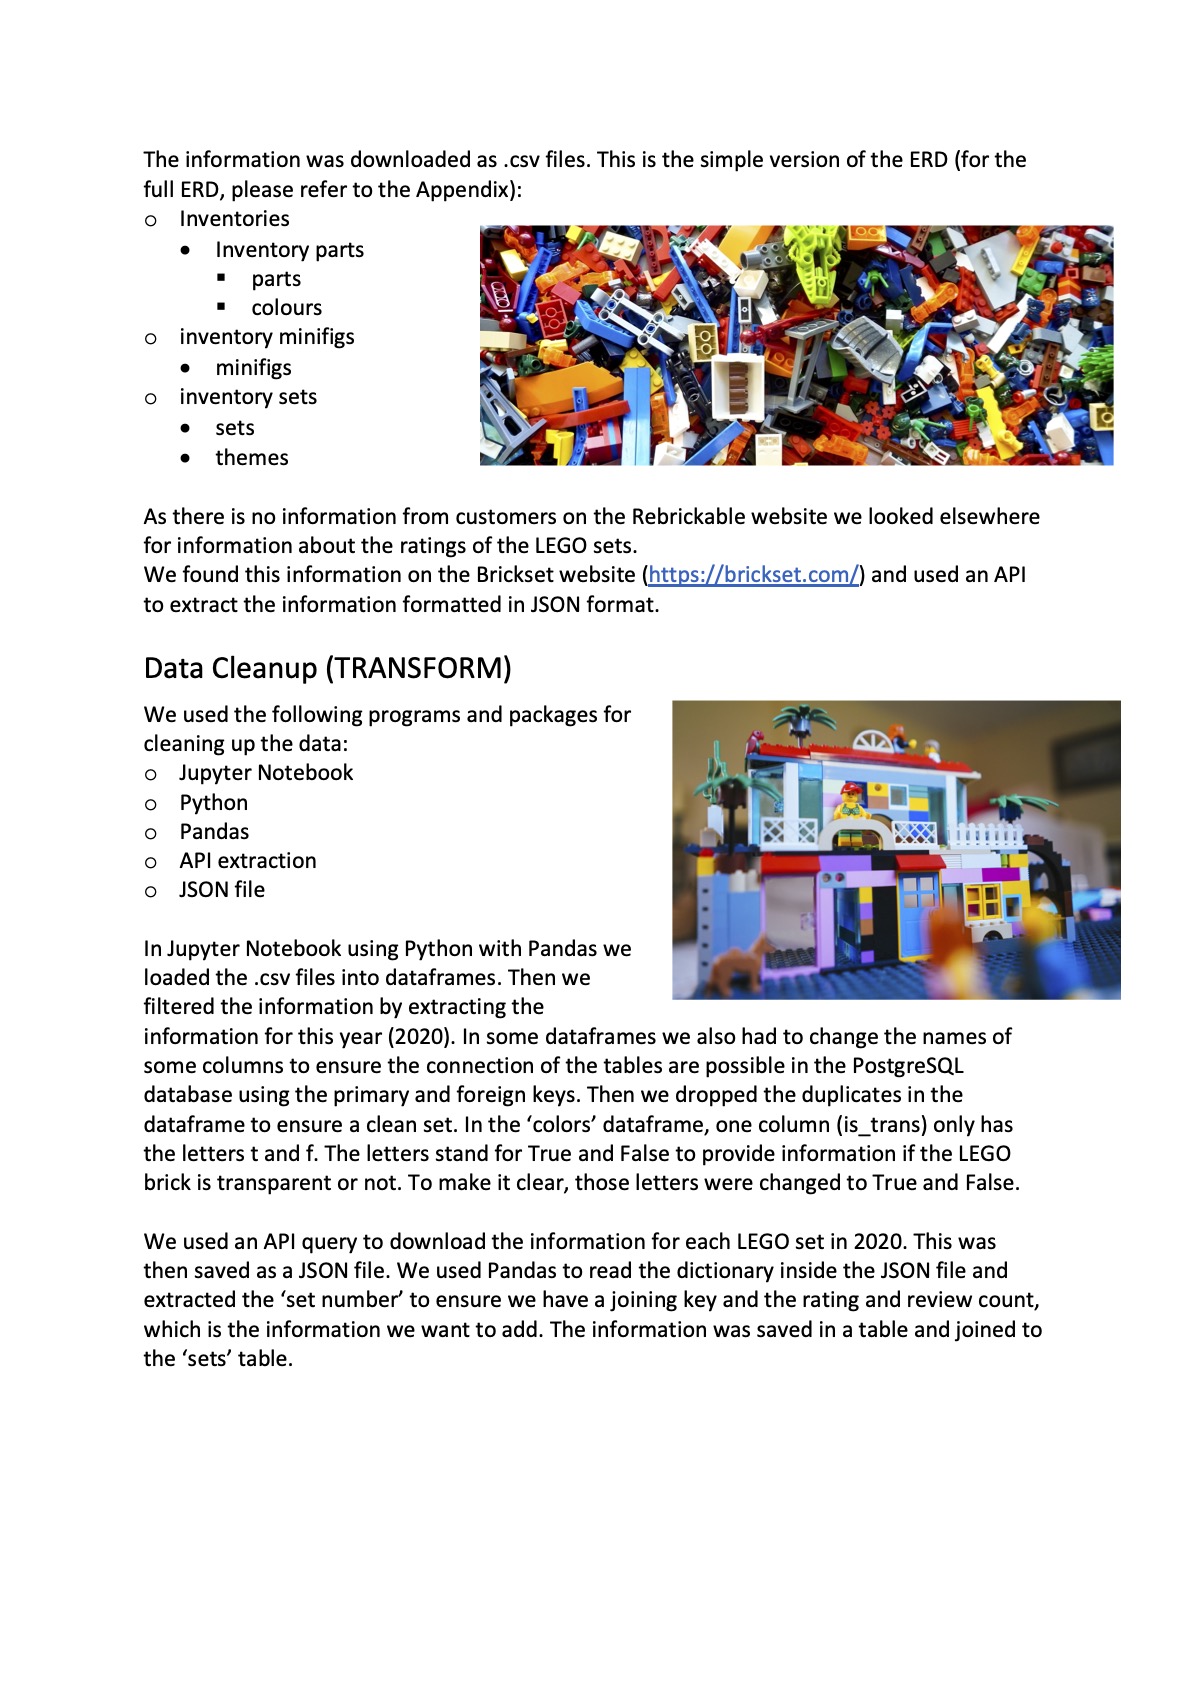 The information was downloaded as .csv files. This is the simple version of the ERD (for the
full ERD, please refer to the Appendix):
o Inventories
• Inventory parts
▪ parts
▪ colours
o inventory minifigs
• minifigs
o inventory sets
• sets
• themes
As there is no information from customers on the Rebrickable website we looked elsewhere
for information about the ratings of the LEGO sets.
We found this information on the Brickset website (https://brickset.com/) and used an API
to extract the information formatted in JSON format.
Data Cleanup (TRANSFORM)
We used the following programs and packages for
cleaning up the data:
o Jupyter Notebook
o Python
o Pandas
o API extraction
o JSON file
In Jupyter Notebook using Python with Pandas we
loaded the .csv files into dataframes. Then we
filtered the information by extracting the
information for this year (2020). In some dataframes we also had to change the names of
some columns to ensure the connection of the tables are possible in the PostgreSQL
database using the primary and foreign keys. Then we dropped the duplicates in the
dataframe to ensure a clean set. In the ‘colors’ dataframe, one column (is_trans) only has
the letters t and f. The letters stand for True and False to provide information if the LEGO
brick is transparent or not. To make it clear, those letters were changed to True and False.
We used an API query to download the information for each LEGO set in 2020. This was
then saved as a JSON file. We used Pandas to read the dictionary inside the JSON file and
extracted the ‘set number’ to ensure we have a joining key and the rating and review count,
which is the information we want to add. The information was saved in a table and joined to
the ‘sets’ table.